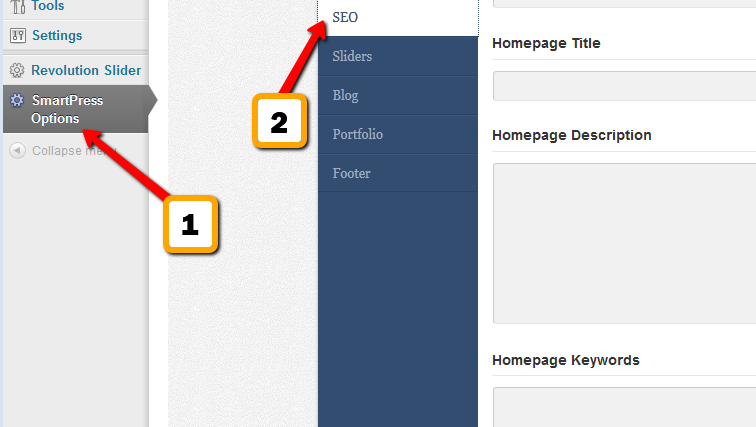 Tools
Settings
Revolution Slider
SmartPress
Options
Collapse menu
1
SEO
Sliders
Blog
Portfolio
Footer
2
Homepage Title
Homepage Description
Homepage Keywords